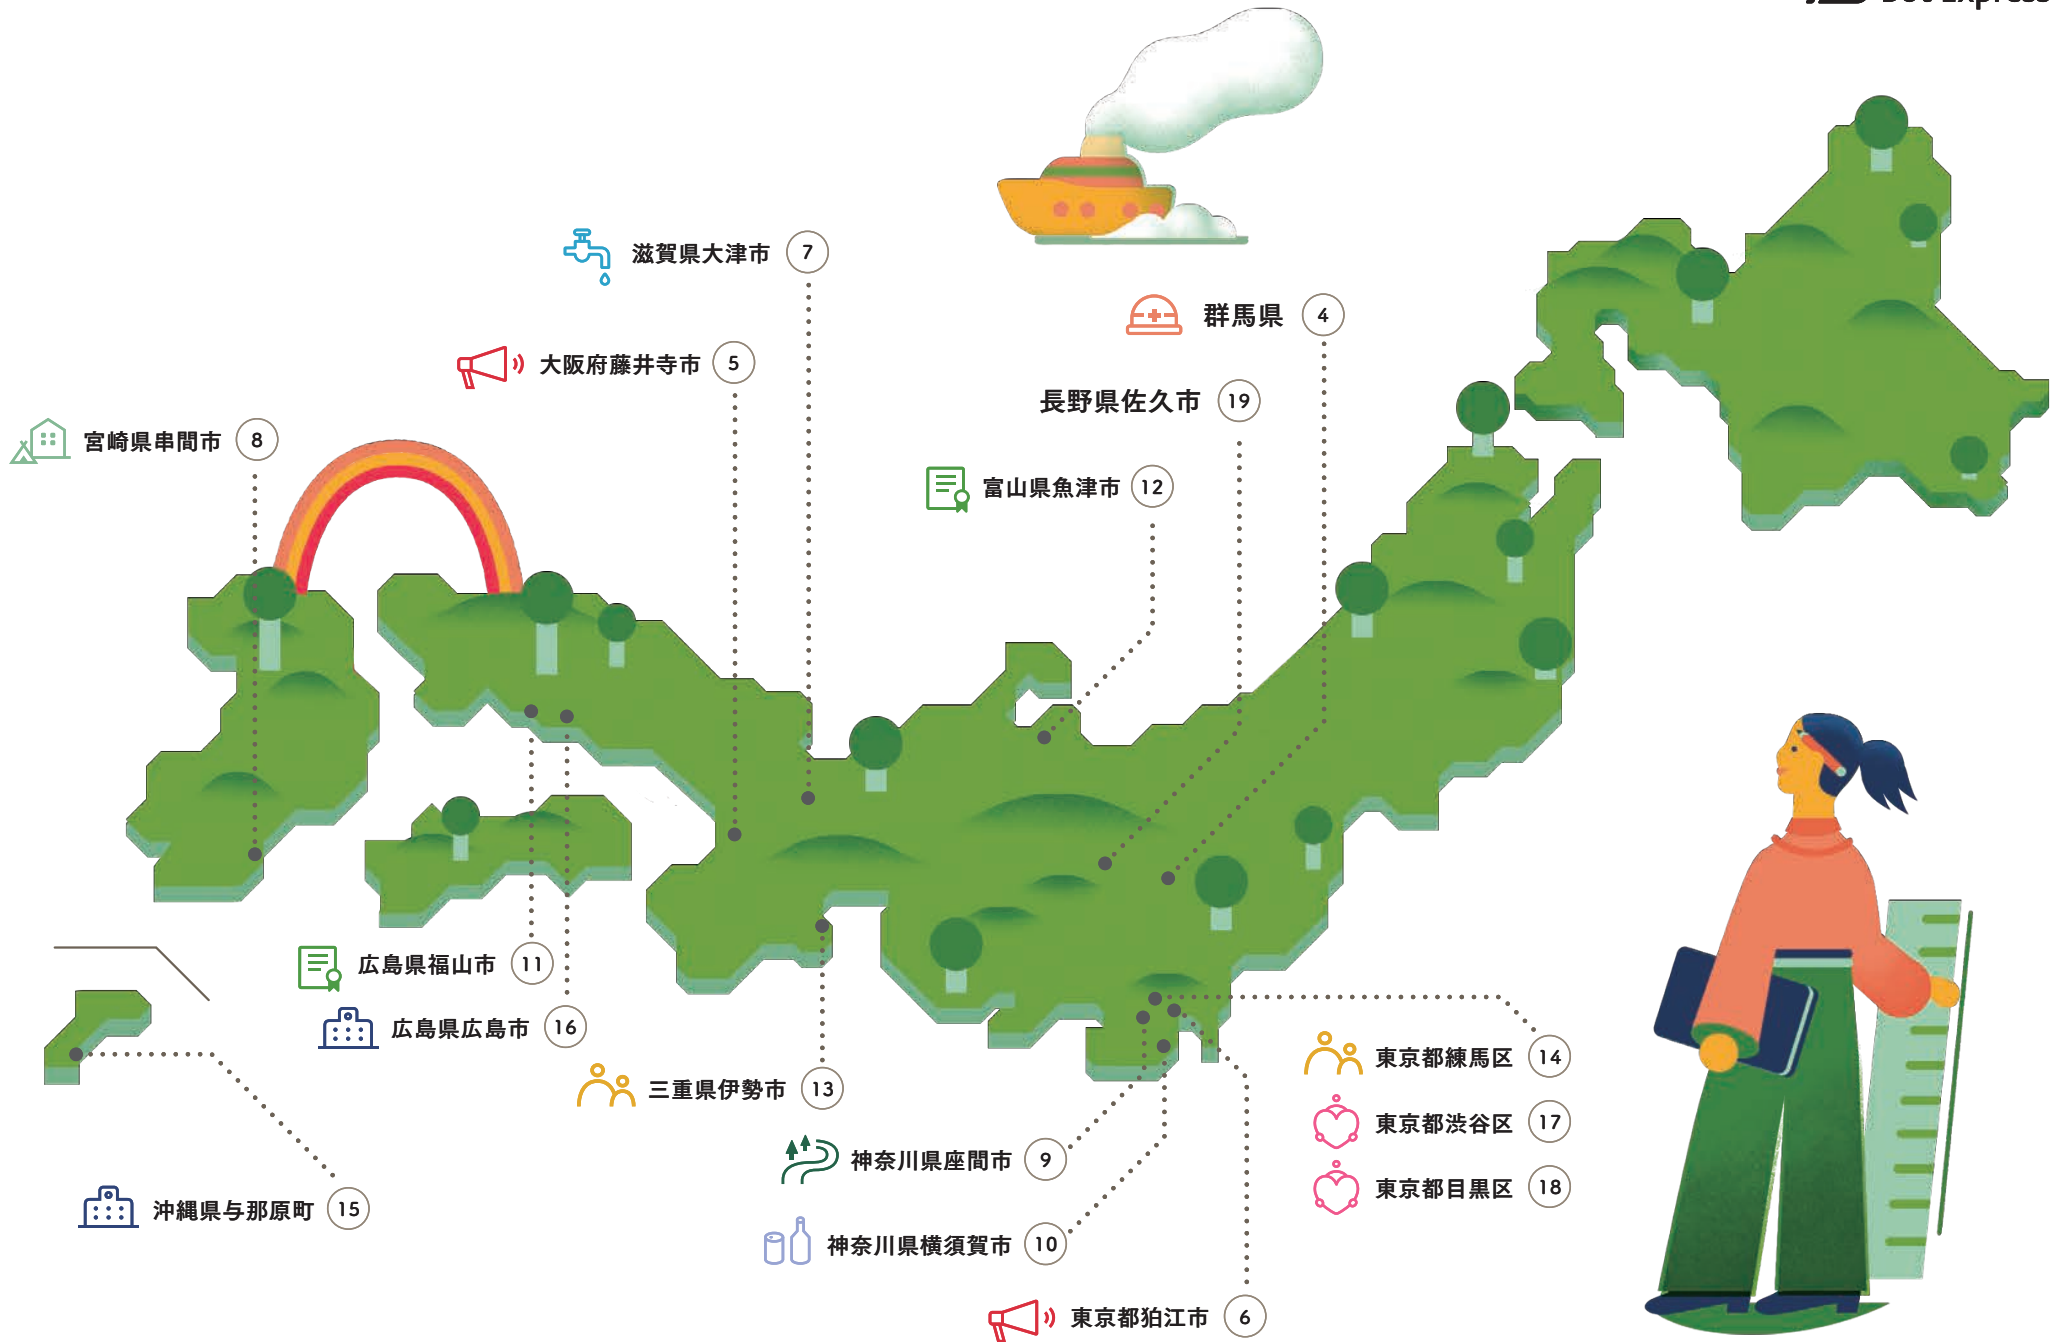 滋賀県大津市 7
群馬県 4
大阪府藤井寺市 5
長野県佐久市 19
宮崎県串間市 8
富山県魚津市 12
広島県福山市 11
広島県広島市 16
三重県伊勢市 13
東京都練馬区 14
東京都渋谷区 17
神奈川県座間市 9
東京都目黒区 18
沖縄県与那原町 15
神奈川県横須賀市 10
東京都狛江市 6